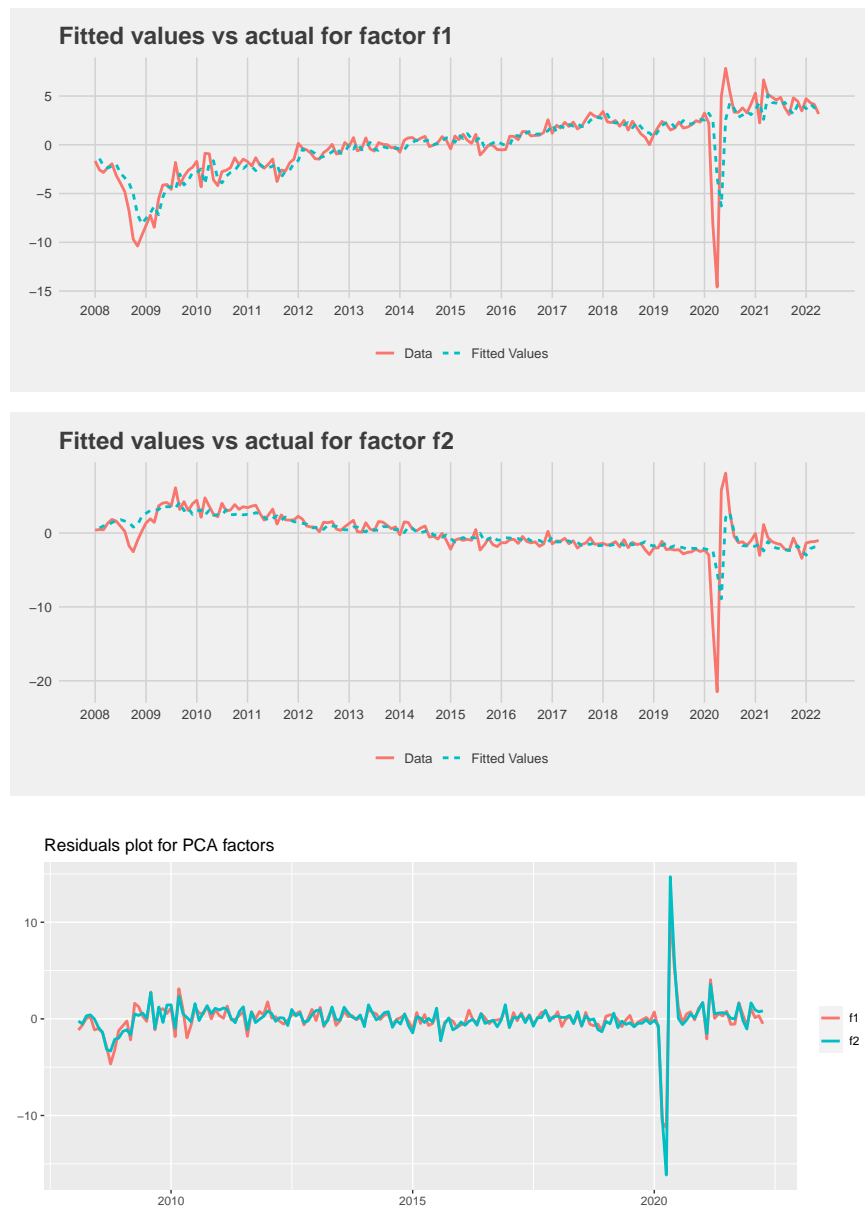 Fitted values vs actual for factor f1
5
0
−5
−10
−15
2008 2009 2010 2011 2012 2013 2014 2015 2016 2017 2018 2019 2020 2021 2022
Data Fitted Values
Fitted values vs actual for factor f2
0
−10
−20
2008 2009 2010 2011 2012 2013 2014 2015 2016 2017 2018 2019 2020 2021 2022
Data Fitted Values
Residuals plot for PCA factors
10
0
−10
f1
f2
2010 2015 2020